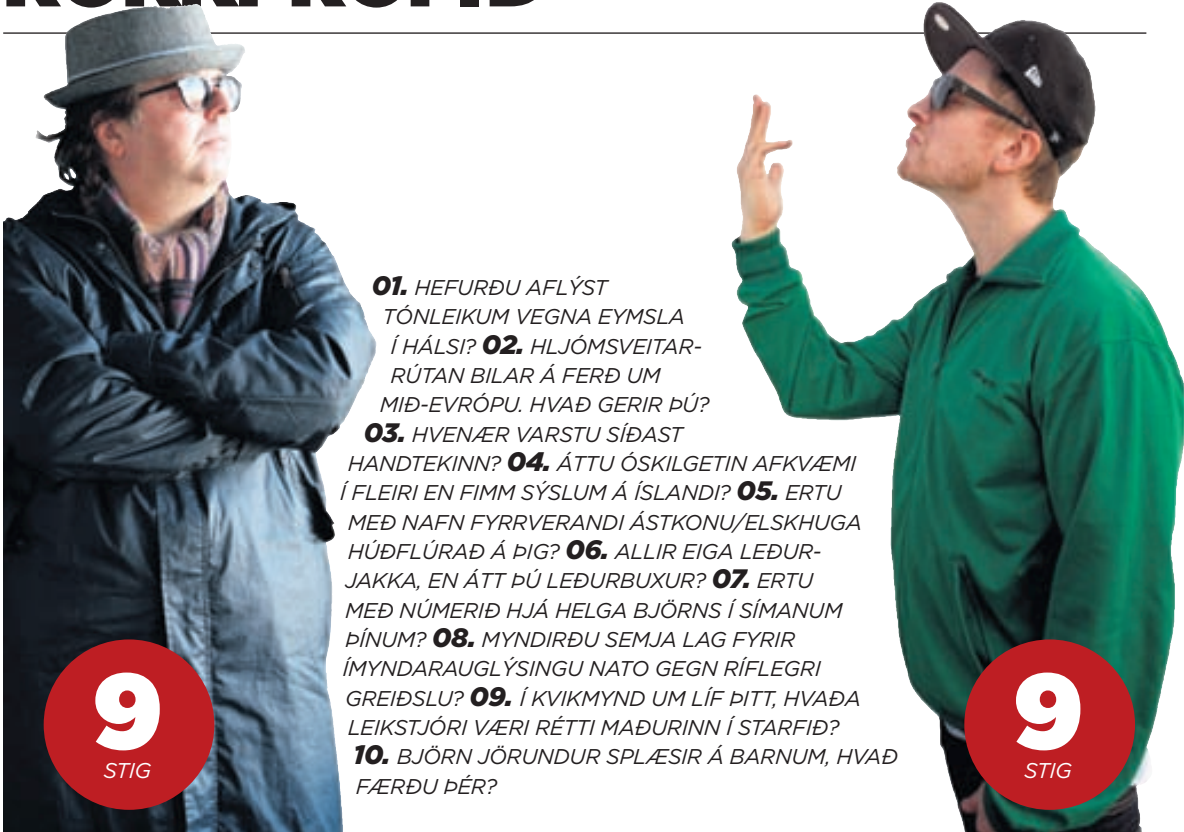 ROKKPRÓFIÐ
01. HEFURÐU AFLÝST
TÓNLEIKUM VEGNA EYMSLA
Í HÁLSI? 02. HLJÓMSVEITAR-
RÚTAN BILAR Á FERÐ UM
MIÐ-EVRÓPU. HVAÐ GERIR ÞÚ?
03. HVENÆR VARSTU SÍÐAST
HANDTEKINN? 04. ÁTTU ÓSKILGETIN AFKVÆMI
Í FLEIRI EN FIMM SÝSLUM Á ÍSLANDI? 05. ERTU
MEÐ NAFN FYRRVERANDI ÁSTKONU/ELSKHUGA
HÚÐFLÚRAÐ Á ÞIG? 06. ALLIR EIGA LEÐUR-
JAKKA, EN ÁTT ÞÚ LEÐURBUXUR? 07. ERTU
MEÐ NÚMERIÐ HJÁ HELGA BJÖRNS Í SÍMANUM
ÞÍNUM? 08. MYNDIRÐU SEMJA LAG FYRIR
ÍMYNDARAUGLÝSINGU NATO GEGN RÍFLEGRI
GREIÐSLU? 09. Í KVIKMYND UM LÍF ÞITT, HVAÐA
LEIKSTJÓRI VÆRI RÉTTI MAÐURINN Í STARFIÐ?
10. BJÖRN JÖRUNDUR SPLÆSIR Á BARNUM, HVAÐ
FÆRÐU ÞÉR?
9
STIG
9
STIG